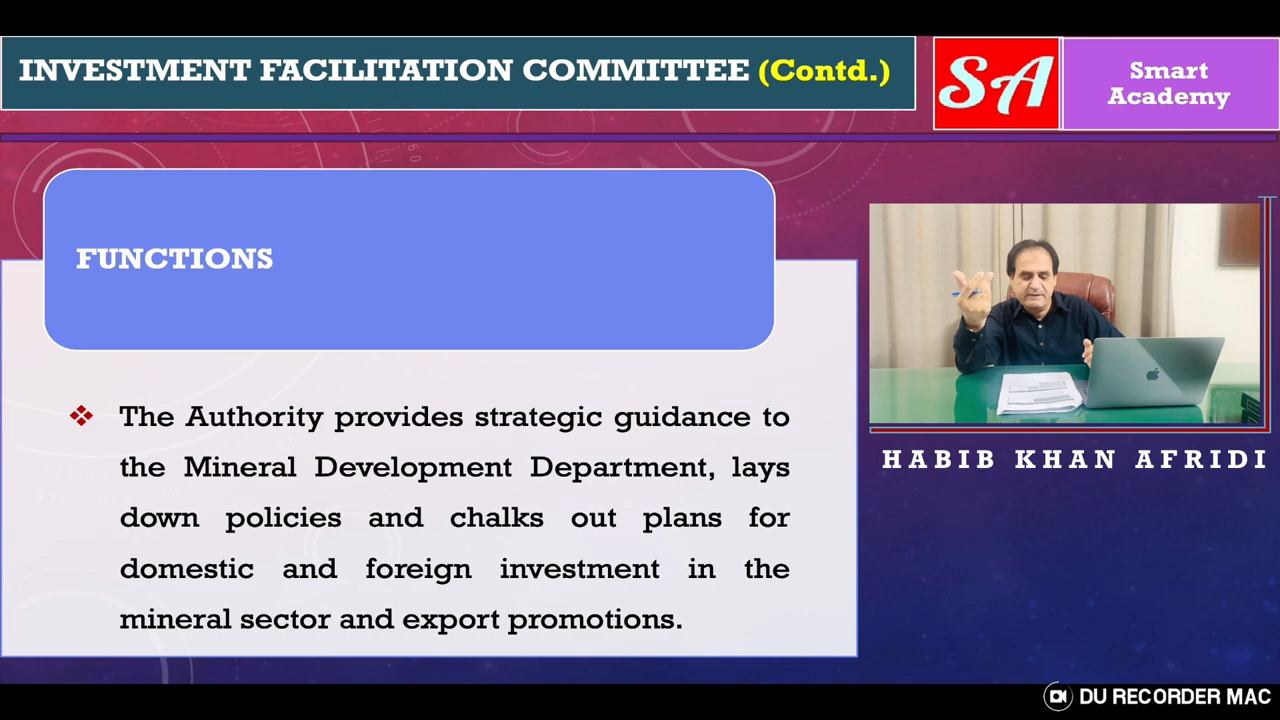 INVESTMENT FACILITATION COMMITTEE (Contd.)
SA
Smart
Academy
60
FUNCTIONS
The Authority provides strategic guidance to
the Mineral Development Department, lays
down policies and chalks out plans for
domestic and foreign investment in the
mineral sector and export promotions.
HABIB KHAN AFRIDI
DU RECORDER MAC